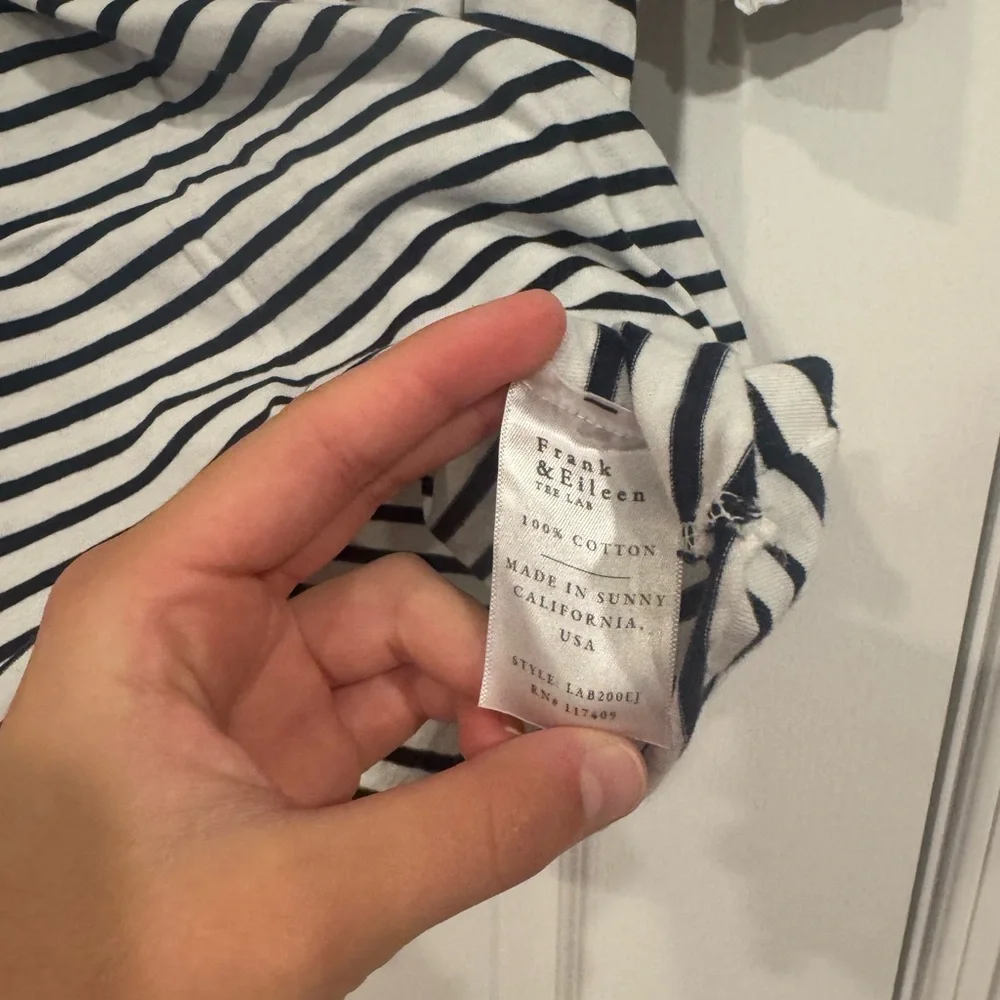 Frank
&Eileen
TEE LAB
100% COTTON
MADE IN SUNNY
CALIFORNIA,
USA
STYLE: LAB200EJ
RN# 117409